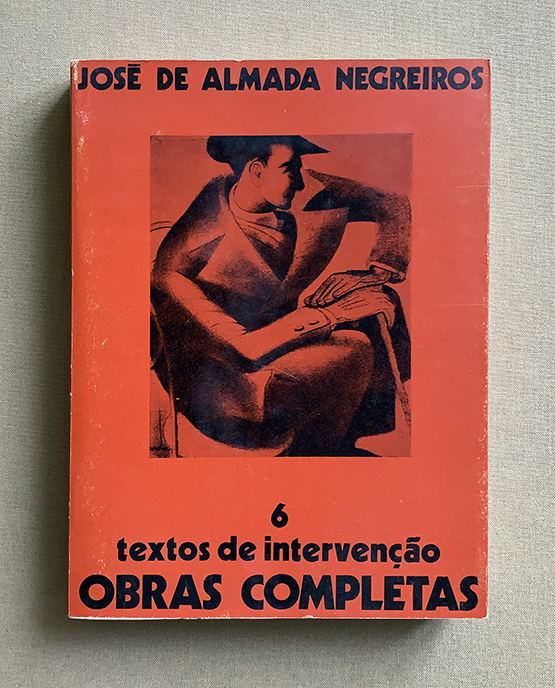 JOSÉ DE ALMADA NEGREIROS
6
textos de intervenção
OBRAS COMPLETAS